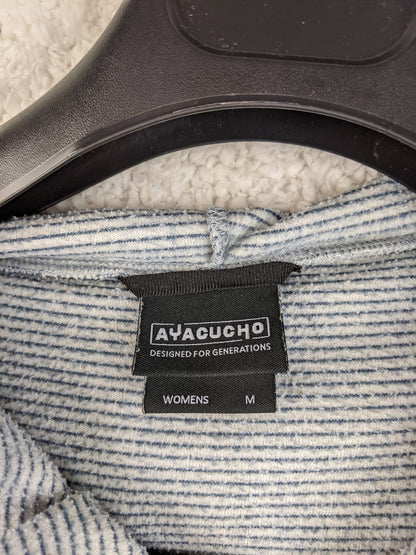 AYACUCHO
DESIGNED FOR GENERATIONS
WOMENS M